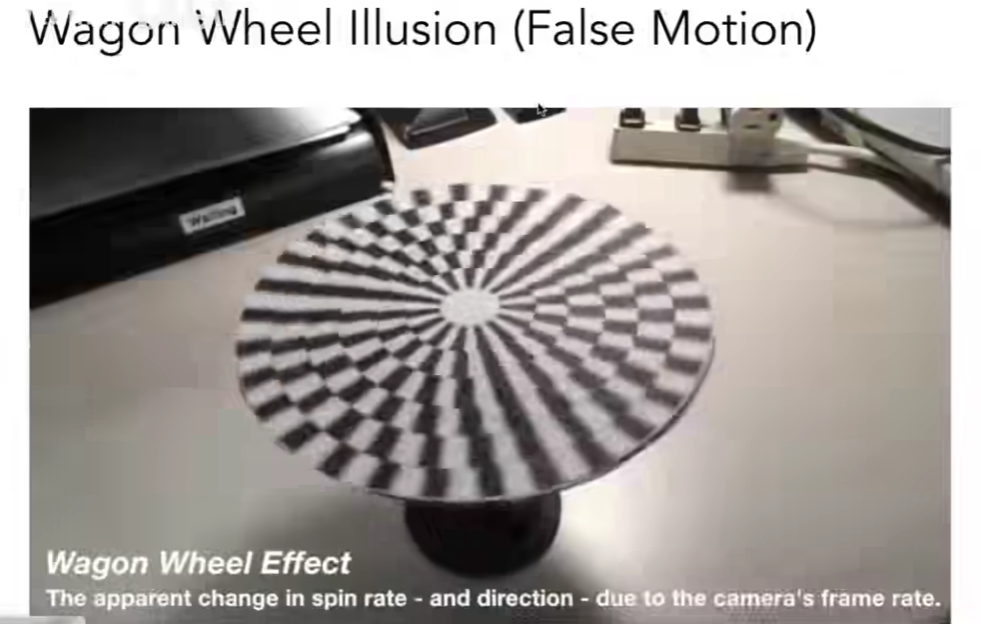 Wagon Wheel Illusion (False Motion)
Wagon Wheel Effect
The apparent change in spin rate - and direction - due to the camera's frame rate.